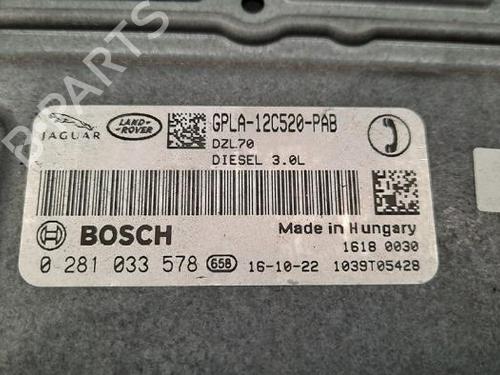 JAGUAR
LAND-
ROVER
GPLA-12C520-PAB
DZL70
DIESEL 3.0L
BOSCH
Made in Hungary
1618 0030
0 281 033 578 658 16-10-22 1039T05428
B-PARTS